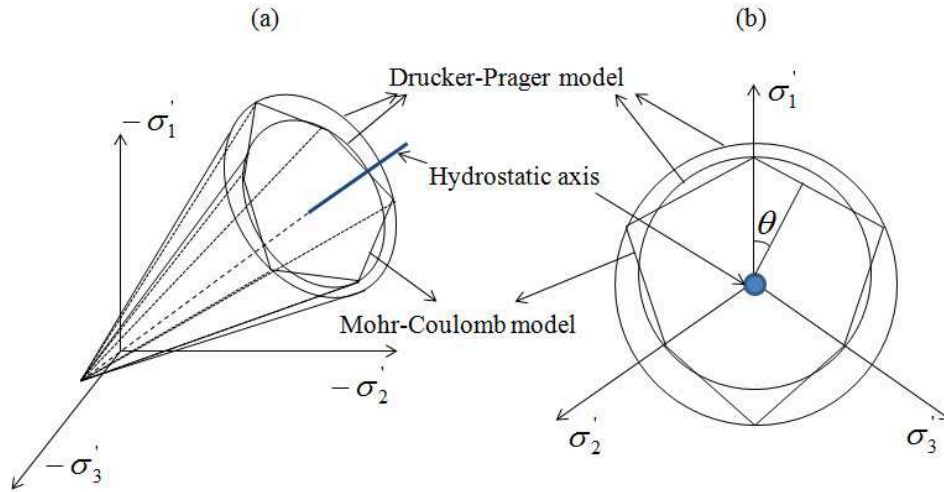 (a)
(b)
Drucker-Prager model
Hydrostatic axis
Mohr-Coulomb model
-σ₁'
-σ₂'
-σ₃'
σ₁'
θ
σ₂'
σ₃'